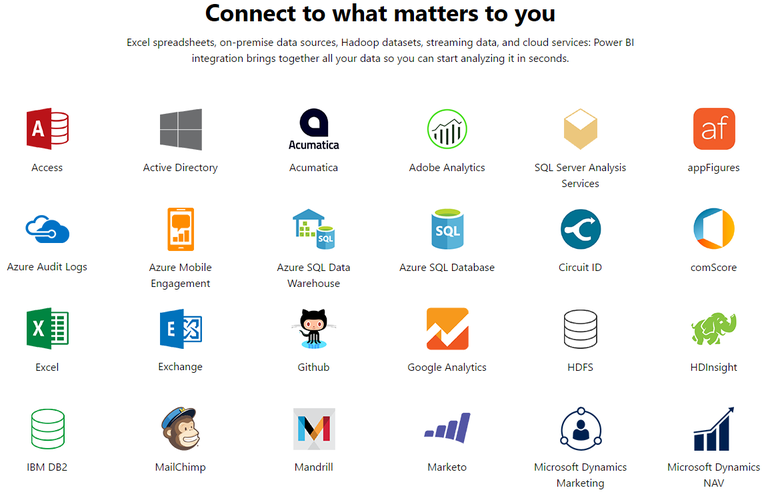 Connect to what matters to you
Excel spreadsheets, on-premise data sources, Hadoop datasets, streaming data, and cloud services: Power BI
integration brings together all your data so you can start analyzing it in seconds.
A
Acumatica
af
Access
Active Directory
Acumatica
Adobe Analytics
SQL Server Analysis
Services
appFigures
SQL
SQL
Azure Audit Logs
Azure Mobile
Engagement
Azure SQL Data
Warehouse
Azure SQL Database
Circuit ID
comScore
X
E
Excel
Exchange
Github
Google Analytics
HDFS
HDInsight
M
IBM DB2
MailChimp
Mandrill
Marketo
Microsoft Dynamics
Marketing
Microsoft Dynamics
NAV